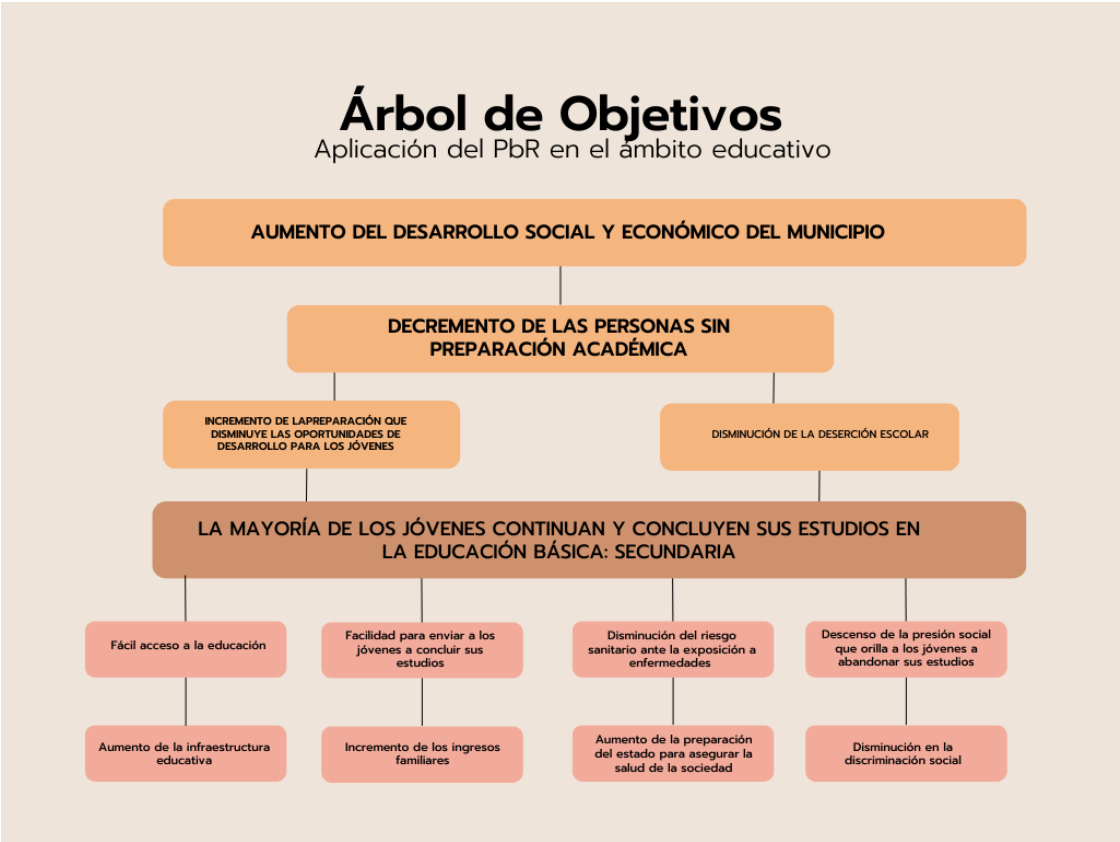 Árbol de Objetivos
Aplicación del PbR en el ámbito educativo
AUMENTO DEL DESARROLLO SOCIAL Y ECONÓMICO DEL MUNICIPIO
DECREMENTO DE LAS PERSONAS SIN
PREPARACIÓN ACADÉMICA
INCREMENTO DE LAPREPARACIÓN QUE
DISMINUYE LAS OPORTUNIDADES DE
DESARROLLO PARA LOS JÓVENES
DISMINUCIÓN DE LA DESERCIÓN ESCOLAR
LA MAYORÍA DE LOS JÓVENES CONTINUAN Y CONCLUYEN SUS ESTUDIOS EN
LA EDUCACIÓN BÁSICA: SECUNDARIA
Fácil acceso a la educación
Facilidad para enviar a los
jóvenes a concluir sus
estudios
Disminución del riesgo
sanitario ante la exposición a
enfermedades
Descenso de la presión social
que orilla a los jóvenes a
abandonar sus estudios
Aumento de la infraestructura
educativa
Incremento de los ingresos
familiares
Aumento de la preparación
del estado para asegurar la
salud de la sociedad
Disminución en la
discriminación social